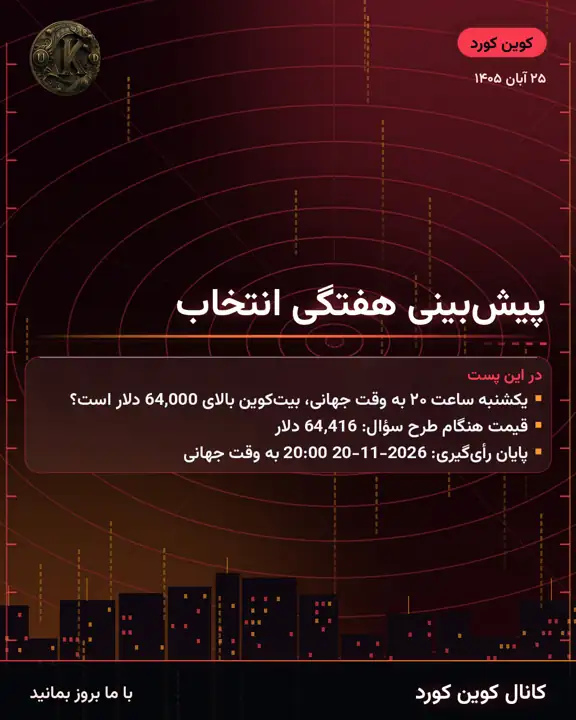 کوین کورد
۲۵ آبان ۱۴۰۵
K
پیش‌بینی هفتگی انتخاب
در این پست
یکشنبه ساعت ۲۰ به وقت جهانی، بیت‌کوین بالای 64,000 دلار است؟
قیمت هنگام طرح سؤال: 64,416 دلار
پایان رأی‌گیری: 2026-11-20 20:00 به وقت جهانی
کانال کوین کورد
با ما بروز بمانید